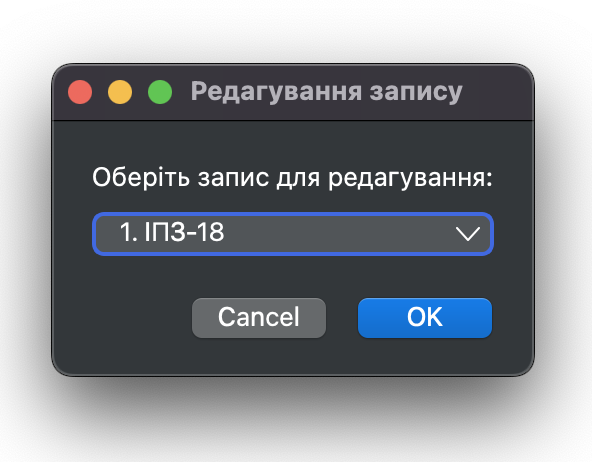 Редагування запису
Оберіть запис для редагування:
1. ІПЗ-18
Cancel
OK